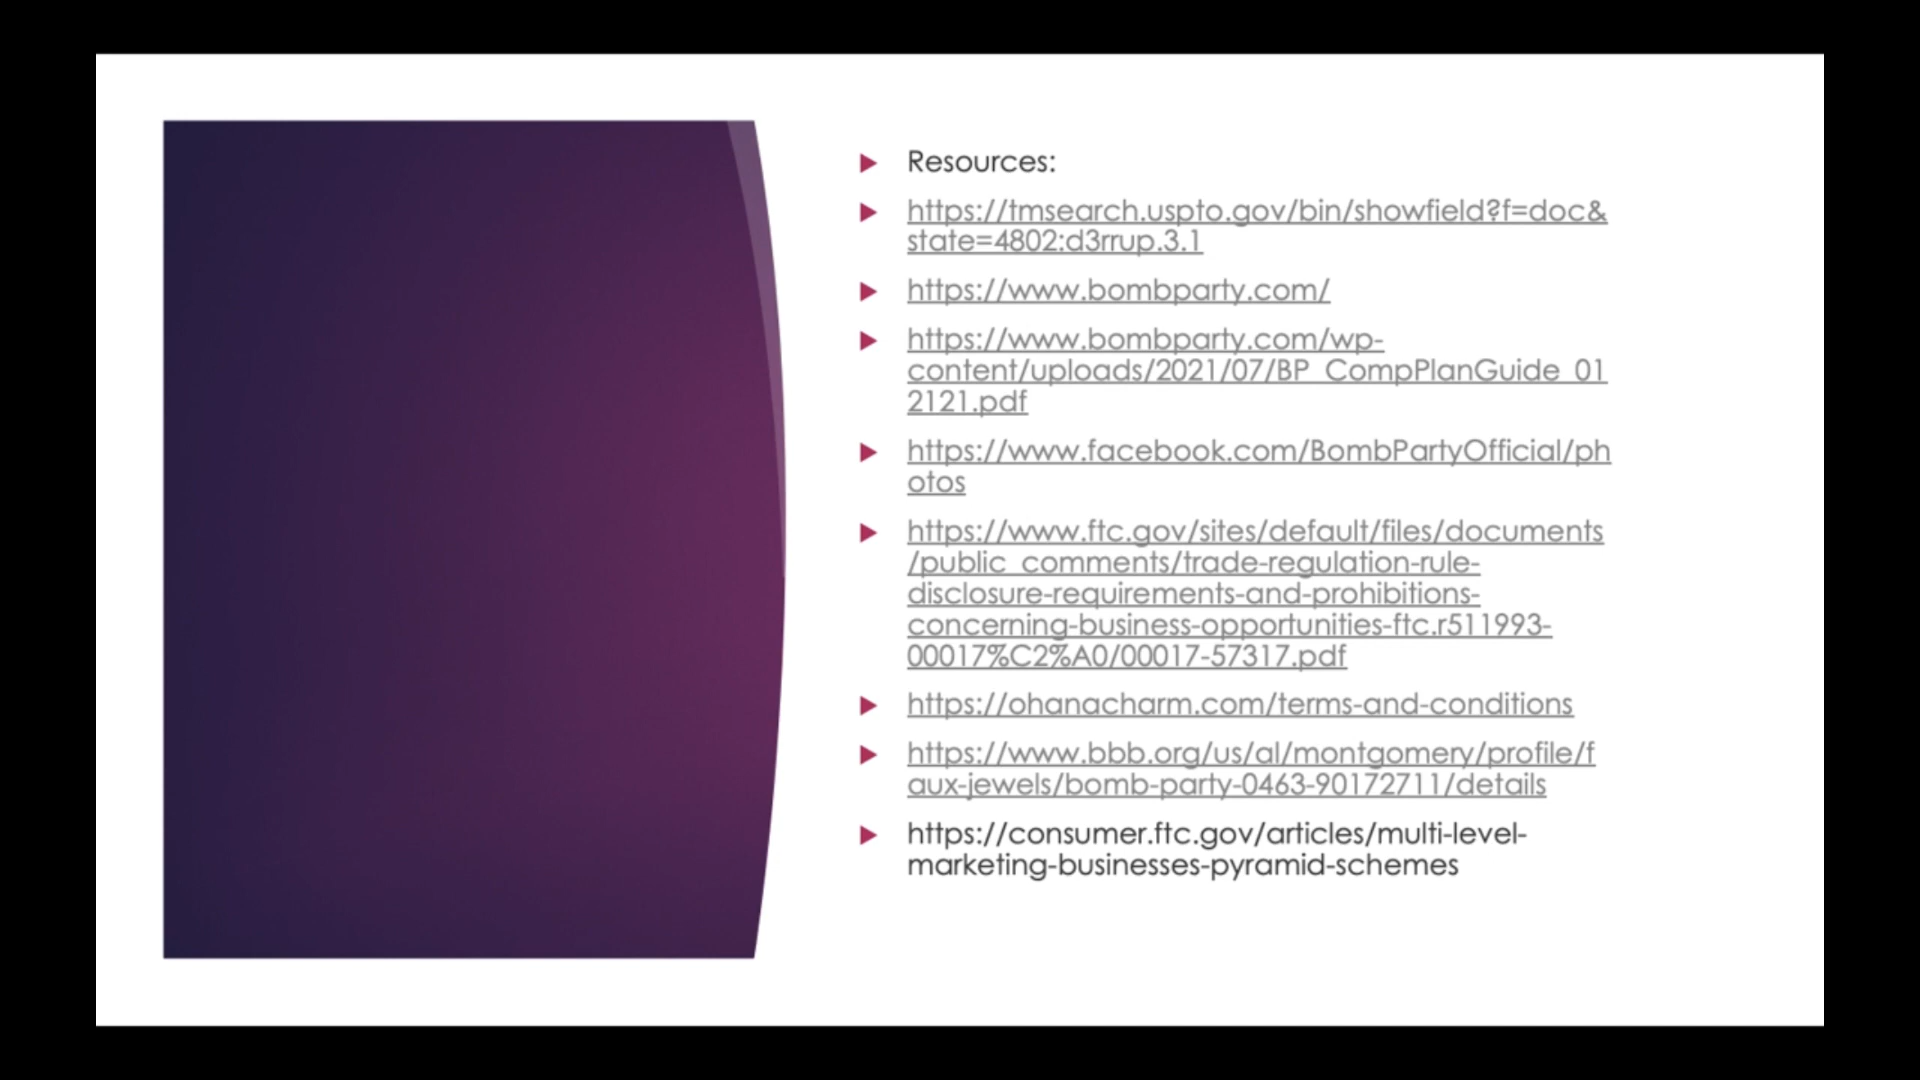 Resources:
https://tmsearch.uspto.gov/bin/showfield?f=doc&
state=4802:d3rrup.3.1
https://www.bombparty.com/
https://www.bombparty.com/wp-
content/uploads/2021/07/BP_CompPlanGuide_01
2121.pdf
https://www.facebook.com/BombPartyOfficial/ph
otos
https://www.ftc.gov/sites/default/files/documents
/public_comments/trade-regulation-rule-
disclosure-requirements-and-prohibitions-
concerning-business-opportunities-ftc.r511993-
00017%C2%A0/00017-57317.pdf
https://ohanacharm.com/terms-and-conditions
https://www.bbb.org/us/al/montgomery/profile/f
aux-jewels/bomb-party-0463-90172711/details
https://consumer.ftc.gov/articles/multi-level-
marketing-businesses-pyramid-schemes